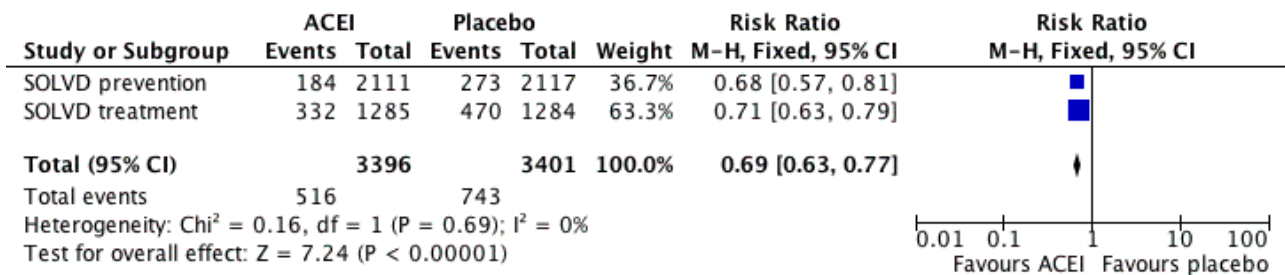 ACEI Placebo Risk Ratio Risk Ratio
Study or Subgroup Events Total Events Total Weight M-H, Fixed, 95% CI M-H, Fixed, 95% CI
SOLVD prevention 184 2111 273 2117 36.7% 0.68 [0.57, 0.81]
SOLVD treatment 332 1285 470 1284 63.3% 0.71 [0.63, 0.79]
Total (95% CI) 3396 3401 100.0% 0.69 [0.63, 0.77]
Total events 516 743
Heterogeneity: Chi² = 0.16, df = 1 (P = 0.69); I² = 0%
Test for overall effect: Z = 7.24 (P < 0.00001)
0.01 0.1 1 10 100
Favours ACEI Favours placebo